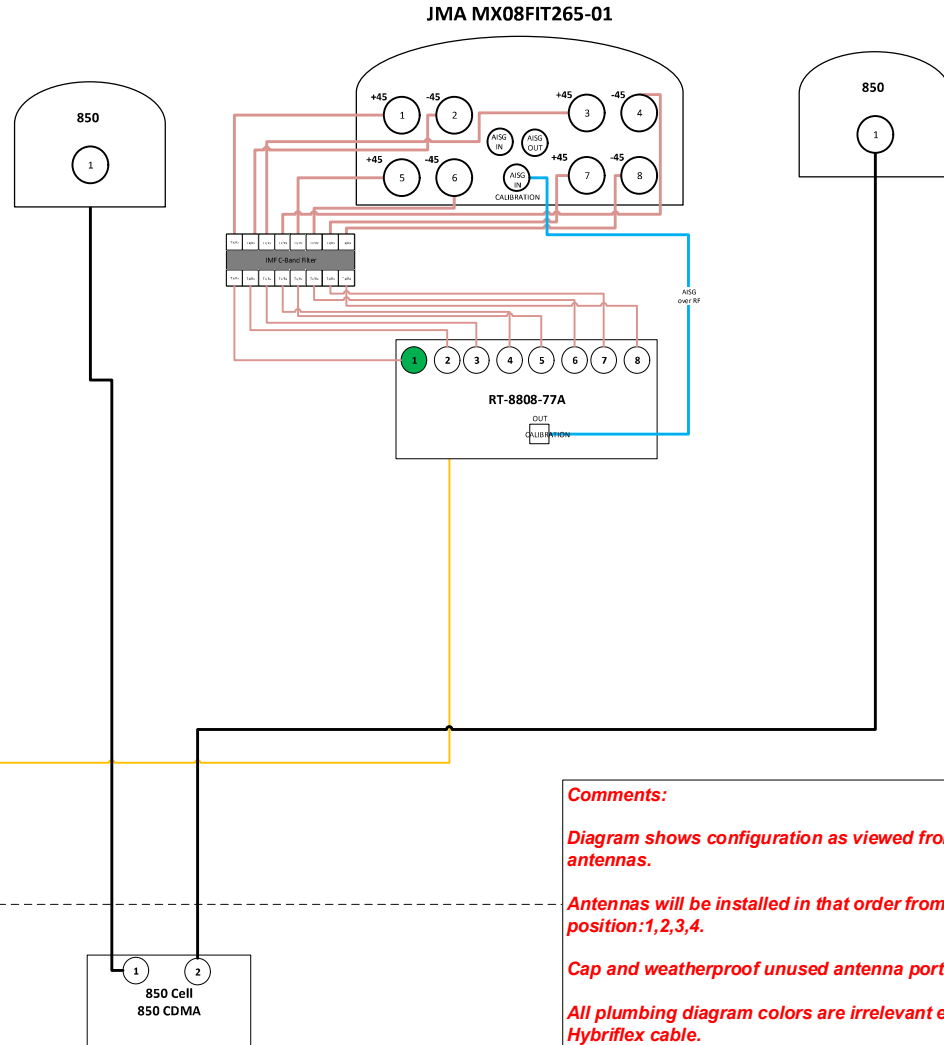 JMA MX08FIT265-01
850
1
+45
1
-45
2
+45
3
-45
4
AISG
IN
AISG
OUT
+45
5
-45
6
AISG
IN
CALIBRATION
+45
7
-45
8
850
1
IMF C-Band Filter
AISG
over RF
1 2 3 4 5 6 7 8
RT-8808-77A
OUT
CALIBRATION
Comments:
Diagram shows configuration as viewed
antennas.
Antennas will be installed in that order from
position:1,2,3,4.
Cap and weatherproof unused antenna port
All plumbing diagram colors are irrelevant
Hybriflex cable.
1
2
850 Cell
850 CDMA